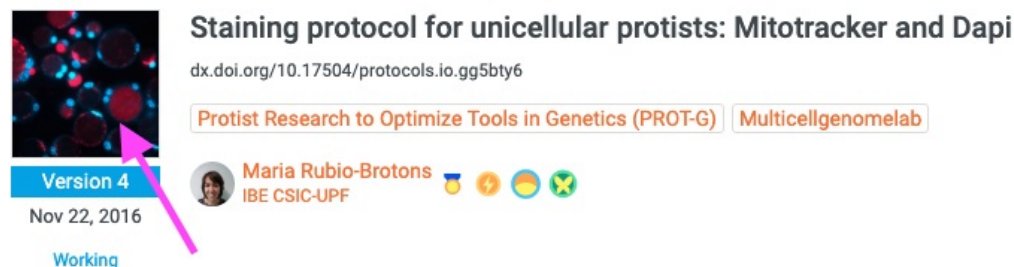 Staining protocol for unicellular protists: Mitotracker and Dapi
dx.doi.org/10.17504/protocols.io.gg5bty6
Protist Research to Optimize Tools in Genetics (PROT-G) Multicellgenomelab
Maria Rubio-Brotons
IBE CSIC-UPF
Version 4
Nov 22, 2016
Working